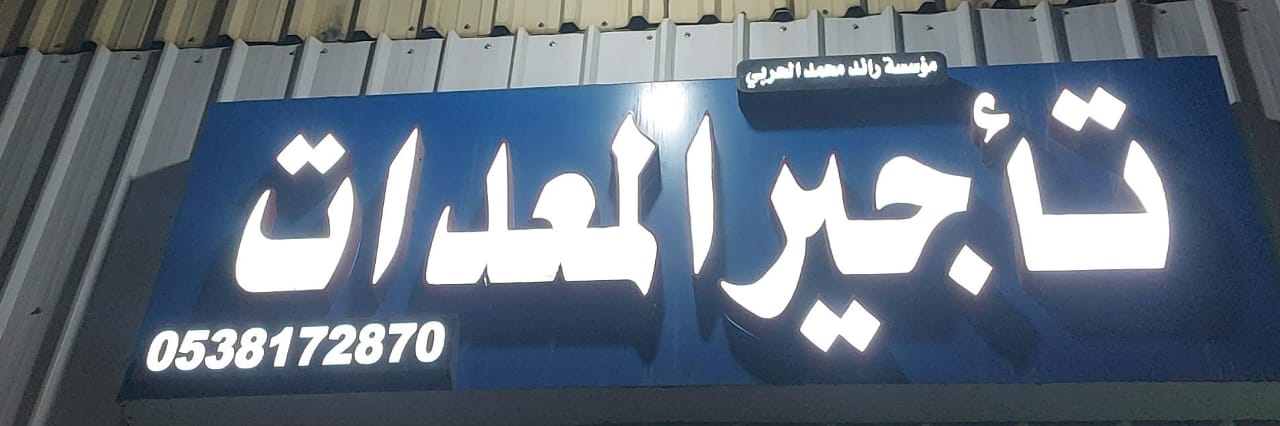 مؤسسة رائد محمد الحربي
تأجير المعدات
0538172870